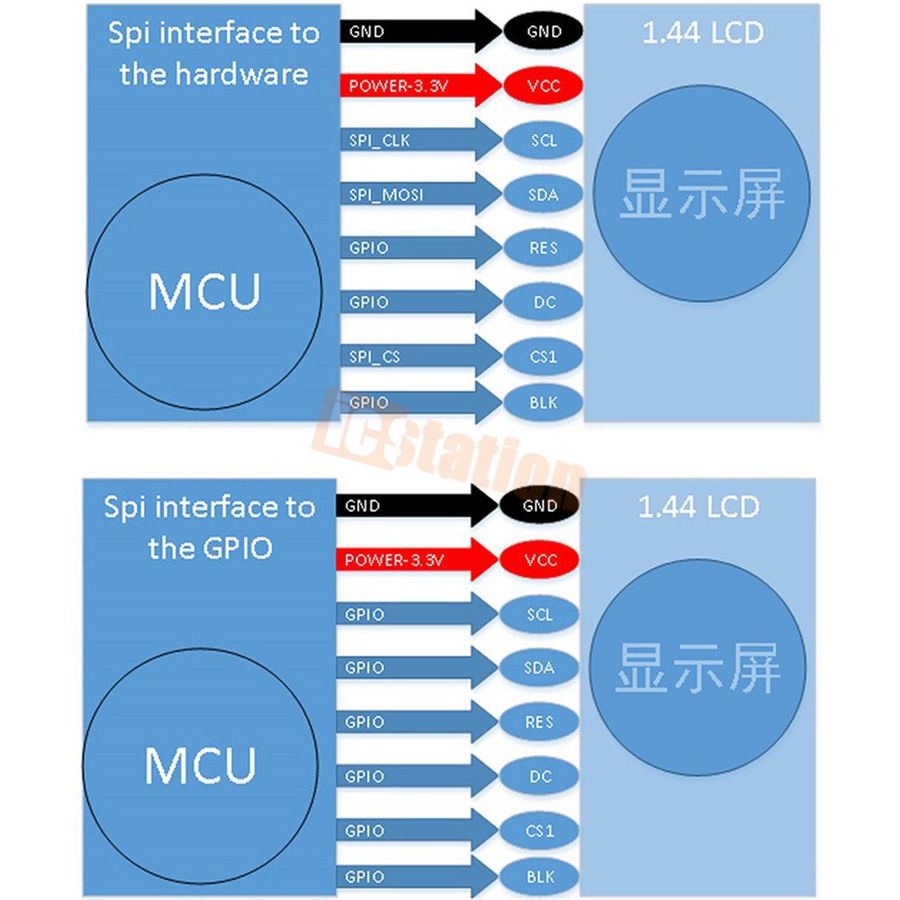 Spi interface to
the hardware
MCU
GND
GND
POWER-3.3V
VCC
SPI_CLK
SCL
SPI_MOSI
SDA
GPIO
RES
GPIO
DC
SPI_CS
CS1
GPIO
BLK
1.44 LCD
显示屏
ICStation
Spi interface to
the GPIO
MCU
GND
GND
POWER-3.3V
VCC
GPIO
SCL
GPIO
SDA
GPIO
RES
GPIO
DC
GPIO
CS1
GPIO
BLK
1.44 LCD
显示屏